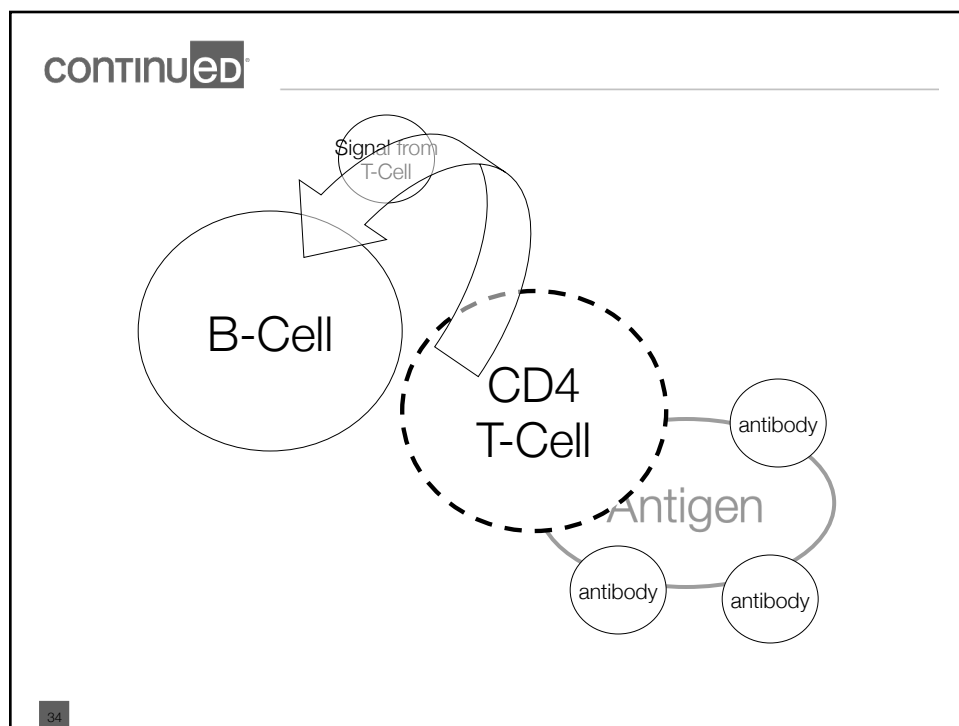 continued
Signal from
T-Cell
B-Cell
CD4
T-Cell
antibody
Antigen
antibody
antibody
34